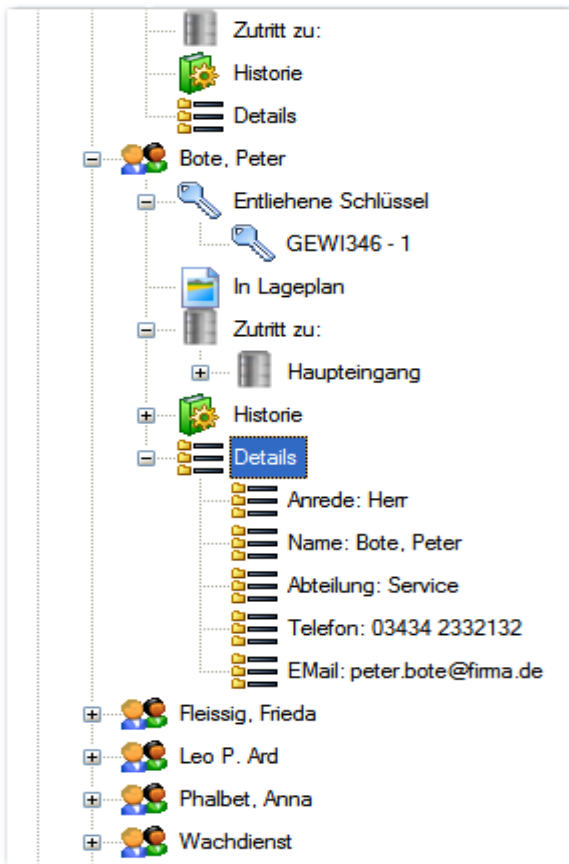 Zutritt zu:
Historie
Details
Bote, Peter
Entliehene Schlüssel
GEWI346 - 1
In Lageplan
Zutritt zu:
Haupteingang
Historie
Details
Anrede: Herr
Name: Bote, Peter
Abteilung: Service
Telefon: 03434 2332132
EMail: peter.bote@firma.de
Fleissig, Frieda
Leo P. Ard
Phalbet, Anna
Wachdienst